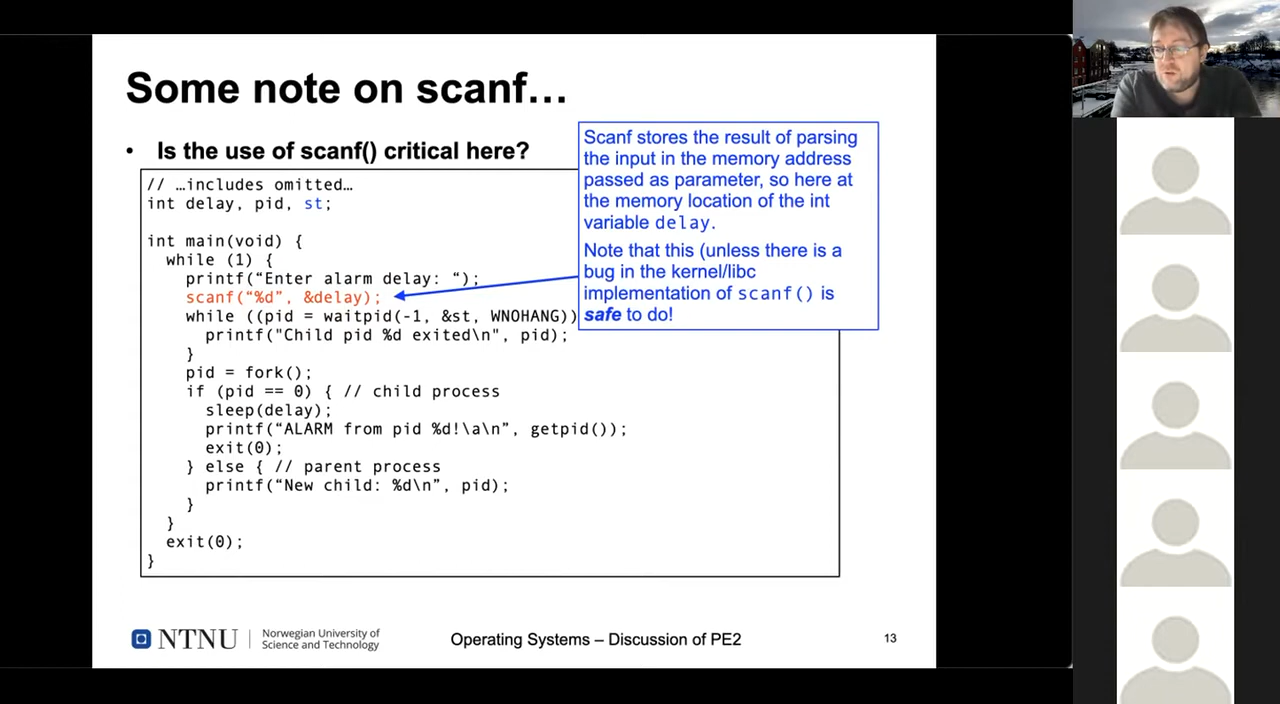 Some note on scanf…
• Is the use of scanf() critical here?
// …includes omitted…
int delay, pid, st;
int main(void) {
while (1) {
printf(“Enter alarm delay: “);
scanf(“%d”, &delay);
while ((pid = waitpid(-1, &st, WNOHANG))
printf("Child pid %d exited\n", pid);
}
pid = fork();
if (pid == 0) { // child process
sleep(delay);
printf(“ALARM from pid %d!\a\n”, getpid());
exit(0);
} else { // parent process
printf(“New child: %d\n”, pid);
}
}
exit(0);
}
Scanf stores the result of parsing
the input in the memory address
passed as parameter, so here at
the memory location of the int
variable delay.
Note that this (unless there is a
bug in the kernel/libc
implementation of scanf() is
safe to do!
NTNU
Norwegian University of
Science and Technology
Operating Systems – Discussion of PE2
13